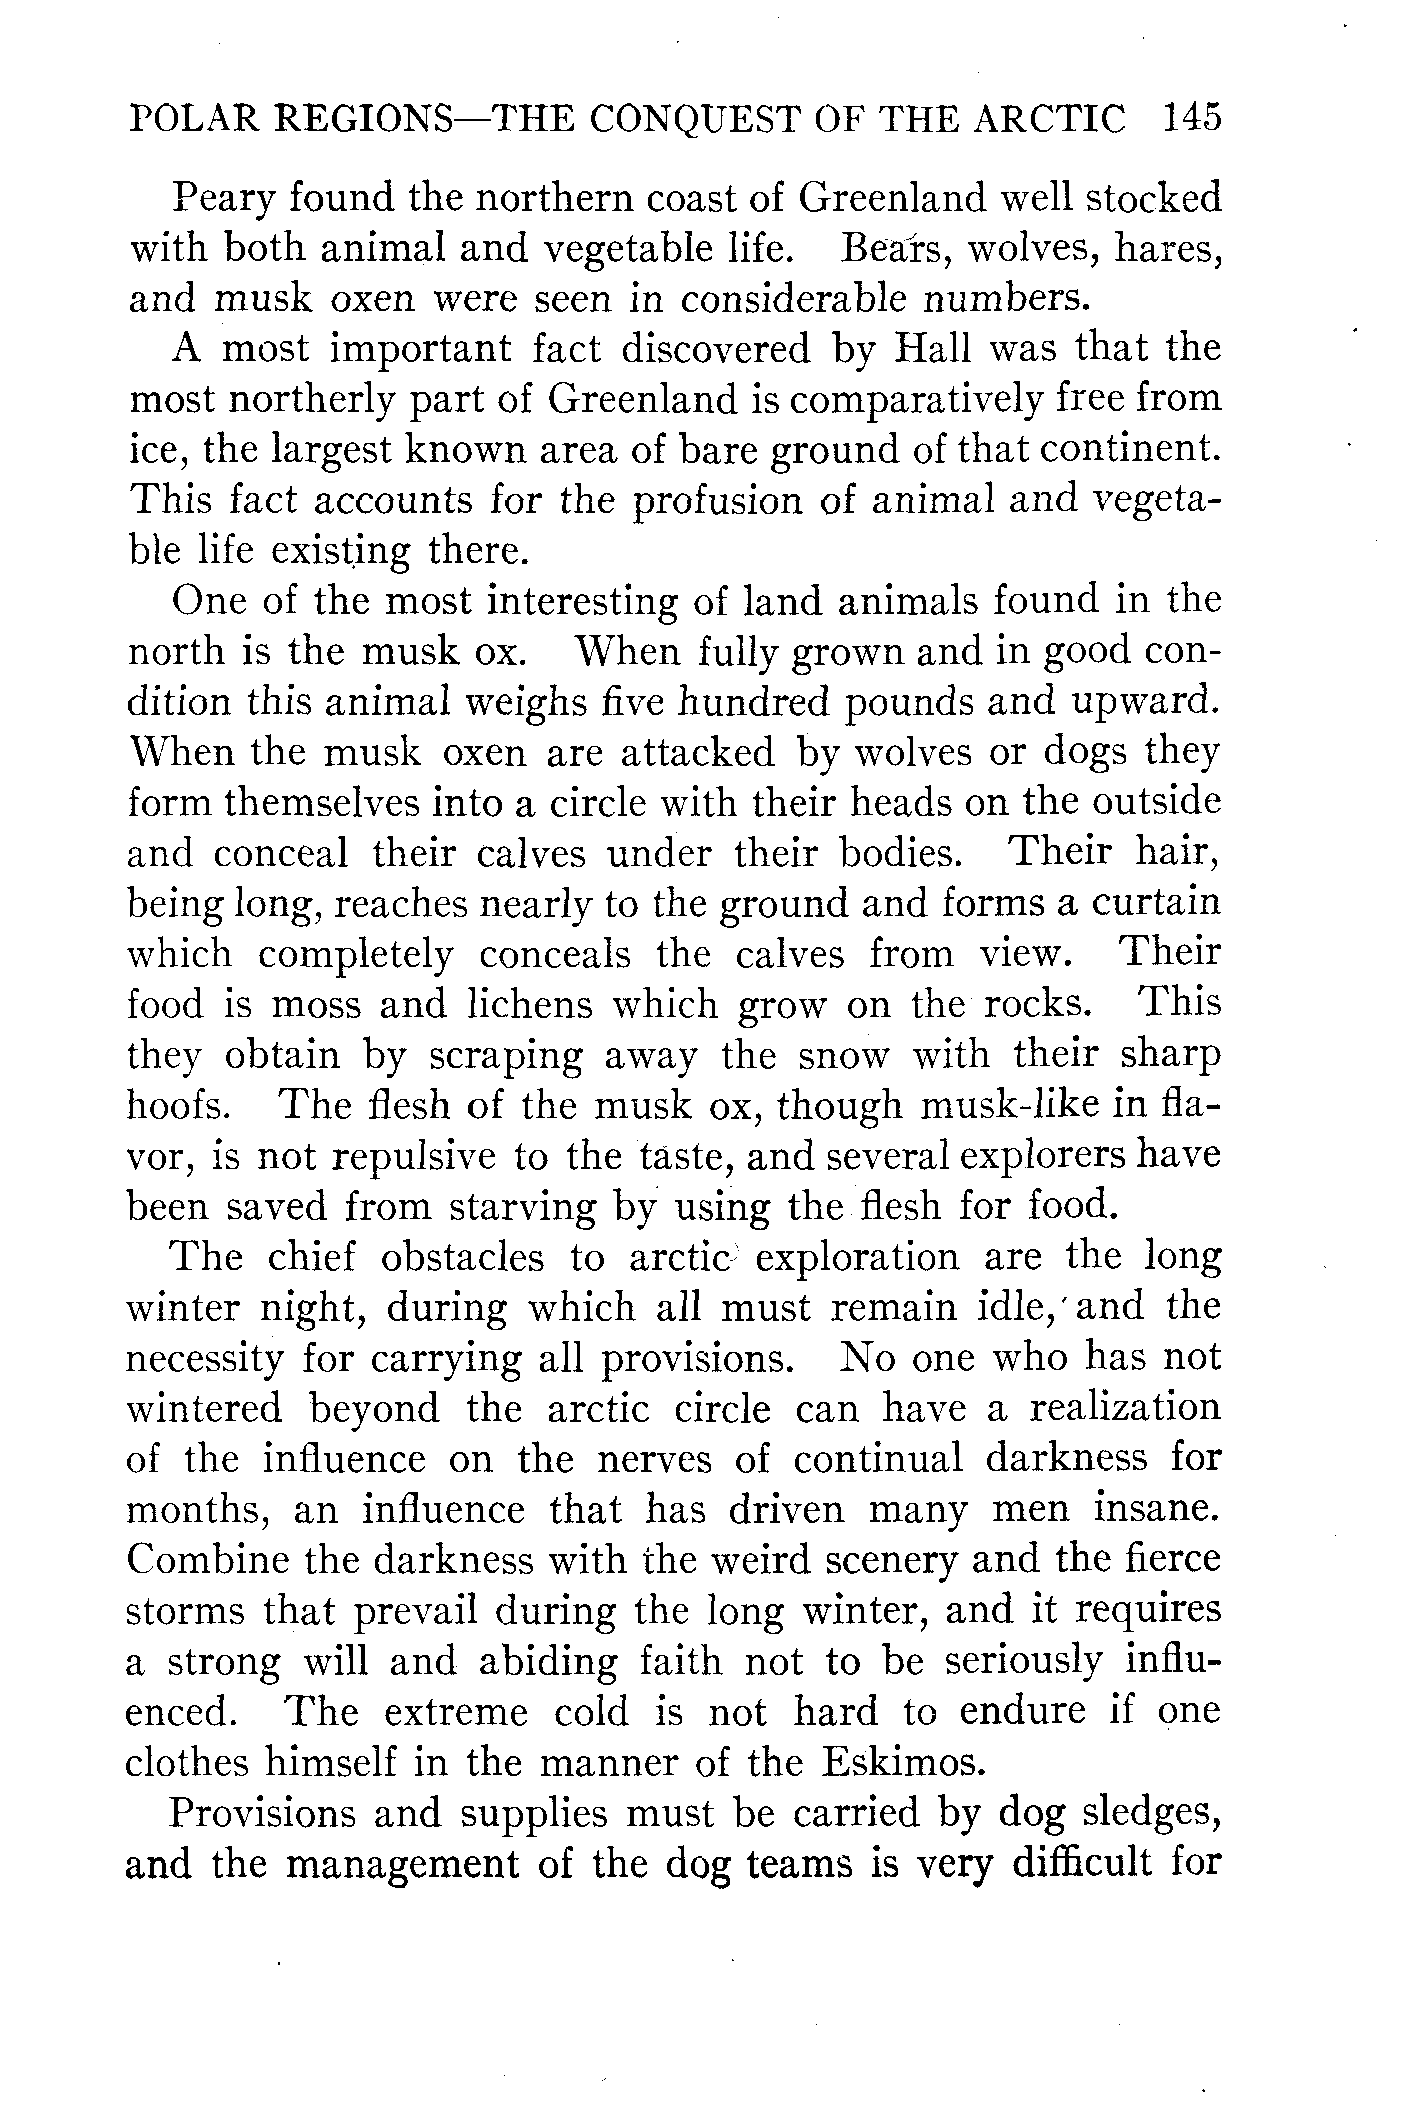 POLAR REGIONS—THE CONQUEST OF THE ARCTIC 145
Peary found the northern coast of Greenland well stocked
with both animal and vegetable life. Bears, wolves, hares,
and musk oxen were seen in considerable numbers.
A most important fact discovered by Hall was that the
most northerly part of Greenland is comparatively free from
ice, the largest known area of bare ground of that continent.
This fact accounts for the profusion of animal and vegeta-
ble life existing there.
One of the most interesting of land animals found in the
north is the musk ox. When fully grown and in good con-
dition this animal weighs five hundred pounds and upward.
When the musk oxen are attacked by wolves or dogs they
form themselves into a circle with their heads on the outside
and conceal their calves under their bodies. Their hair,
being long, reaches nearly to the ground and forms a curtain
which completely conceals the calves from view. Their
food is moss and lichens which grow on the rocks. This
they obtain by scraping away the snow with their sharp
hoofs. The flesh of the musk ox, though musk-like in fla-
vor, is not repulsive to the taste, and several explorers have
been saved from starving by using the flesh for food.
The chief obstacles to arctic exploration are the long
winter night, during which all must remain idle, and the
necessity for carrying all provisions. No one who has not
wintered beyond the arctic circle can have a realization
of the influence on the nerves of continual darkness for
months, an influence that has driven many men insane.
Combine the darkness with the weird scenery and the fierce
storms that prevail during the long winter, and it requires
a strong will and abiding faith not to be seriously influ-
enced. The extreme cold is not hard to endure if one
clothes himself in the manner of the Eskimos.
Provisions and supplies must be carried by dog sledges,
and the management of the dog teams is very difficult for